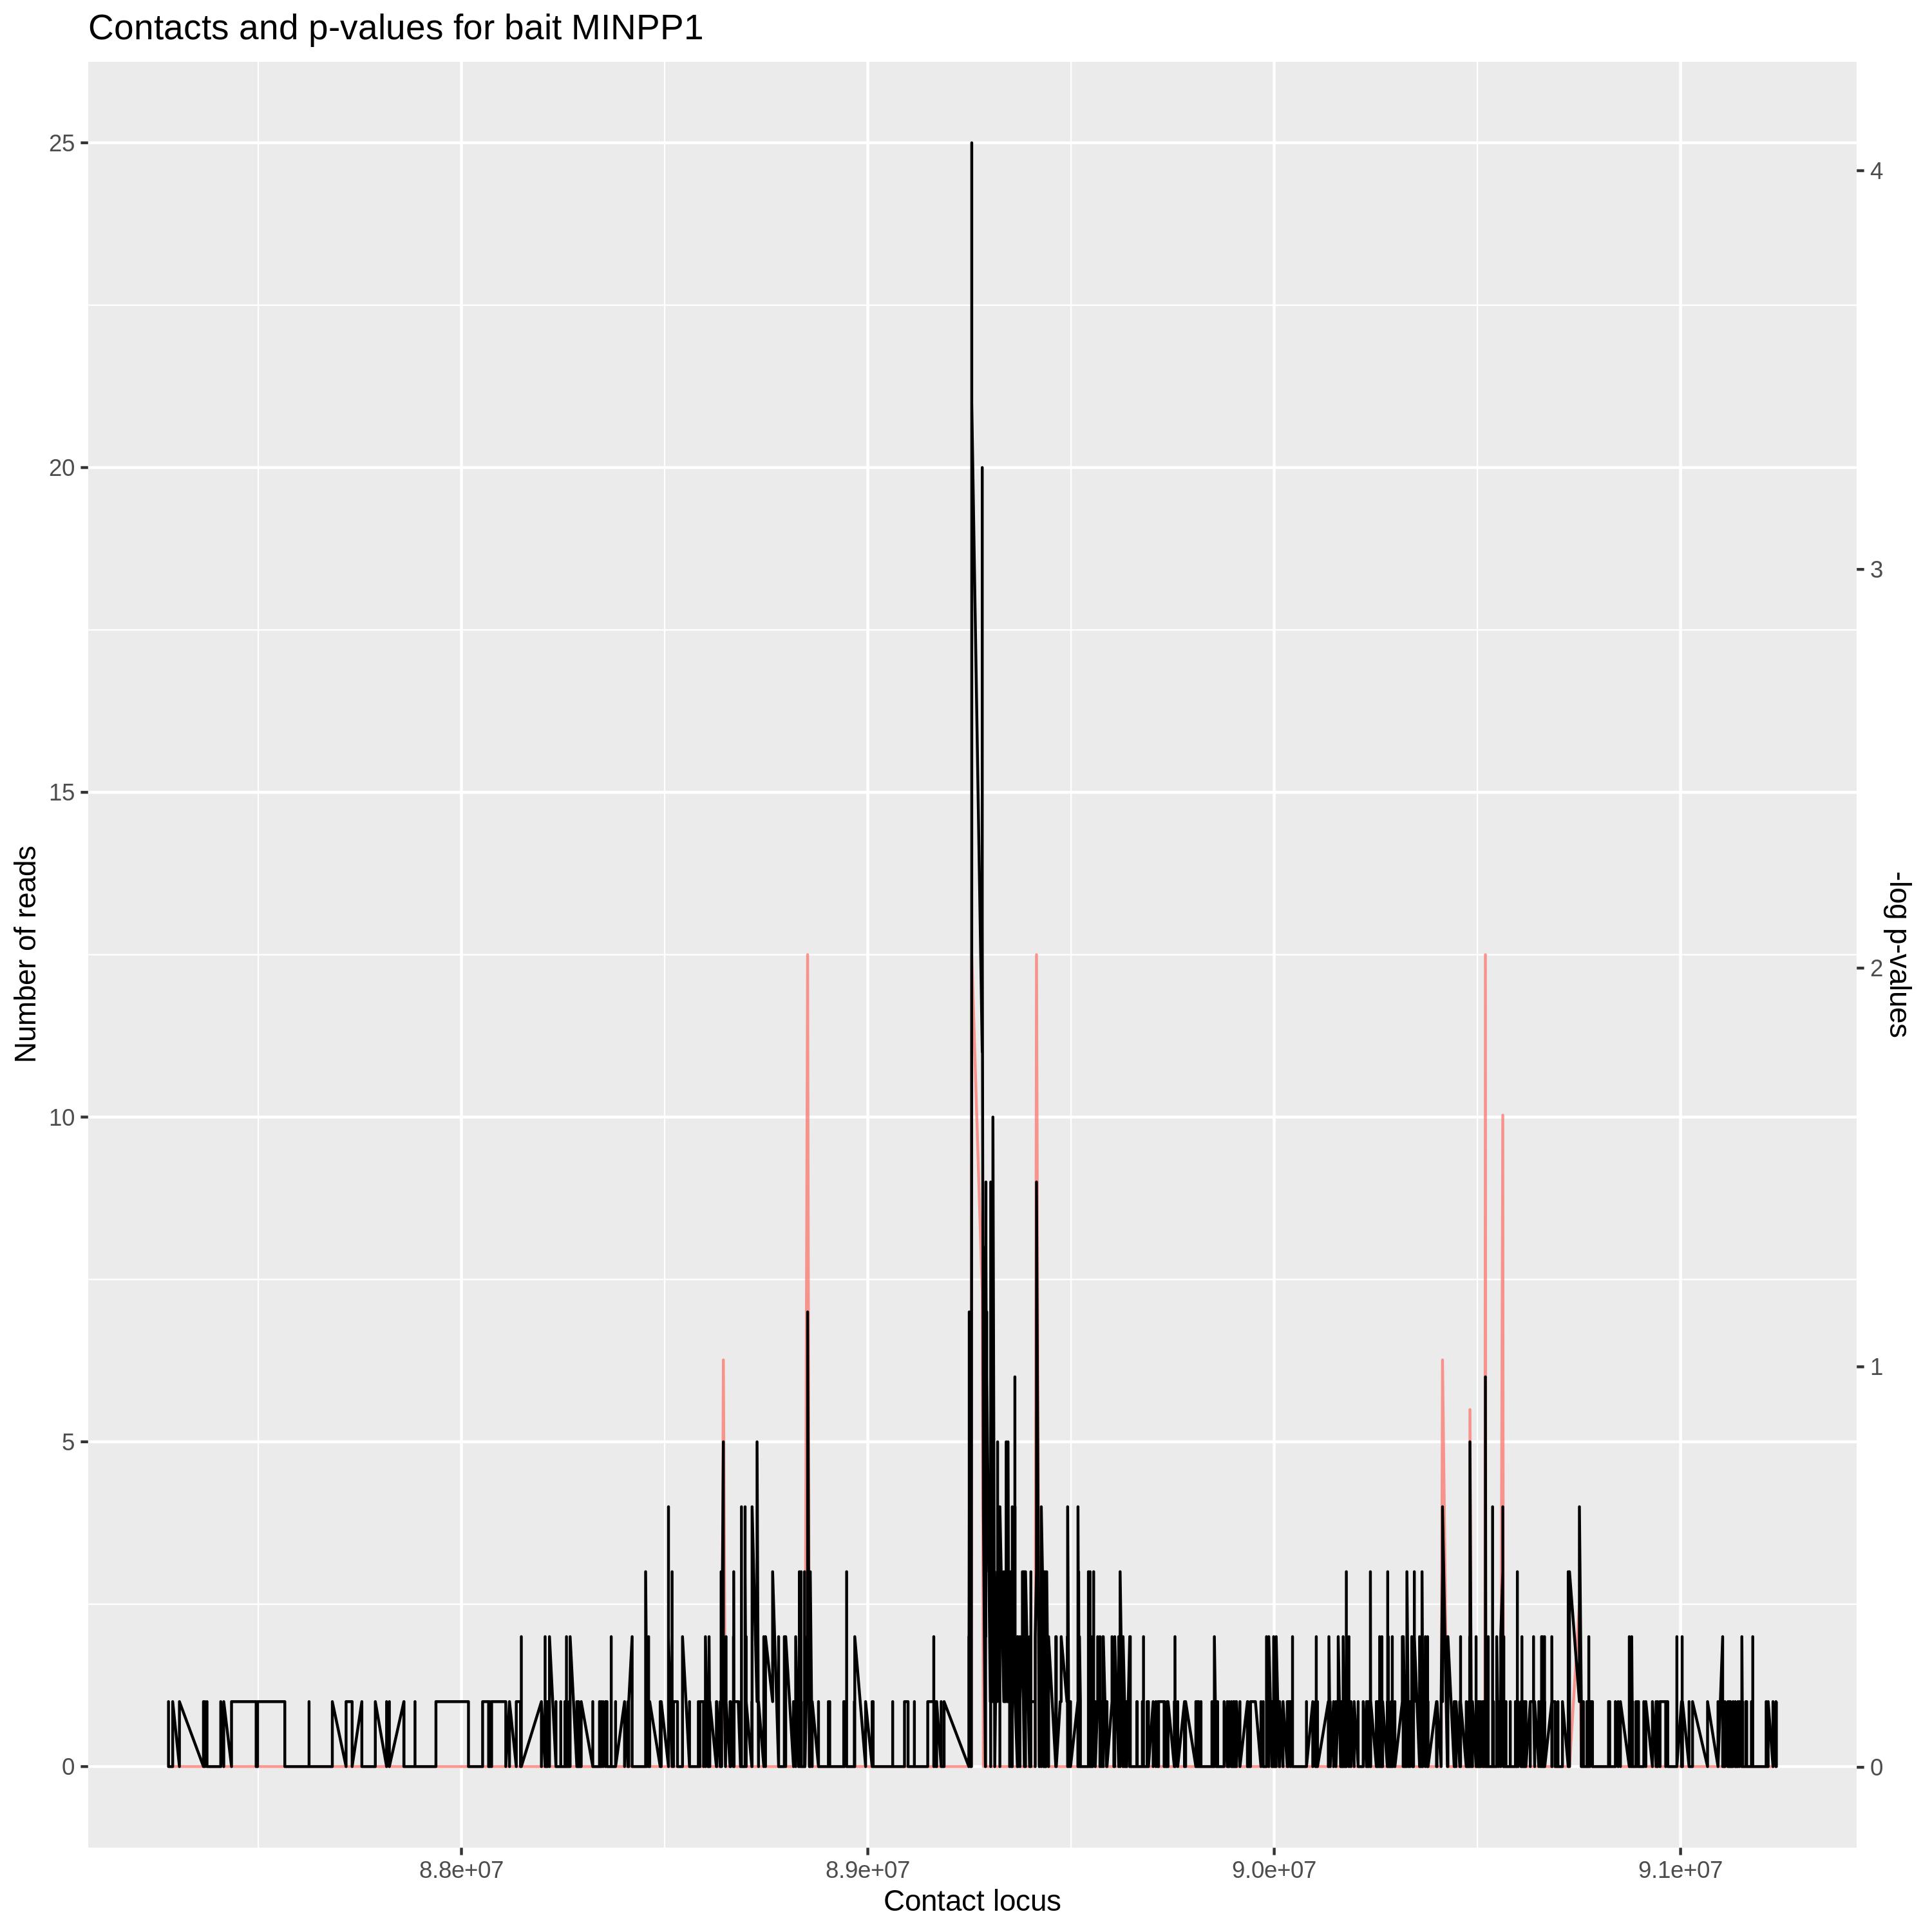 Contacts and p-values for bait MINPP1
25
20
15
10
5
0
Number of reads
4
3
2
1
0
-log p-values
8.8e+07 8.9e+07 9.0e+07 9.1e+07
Contact locus